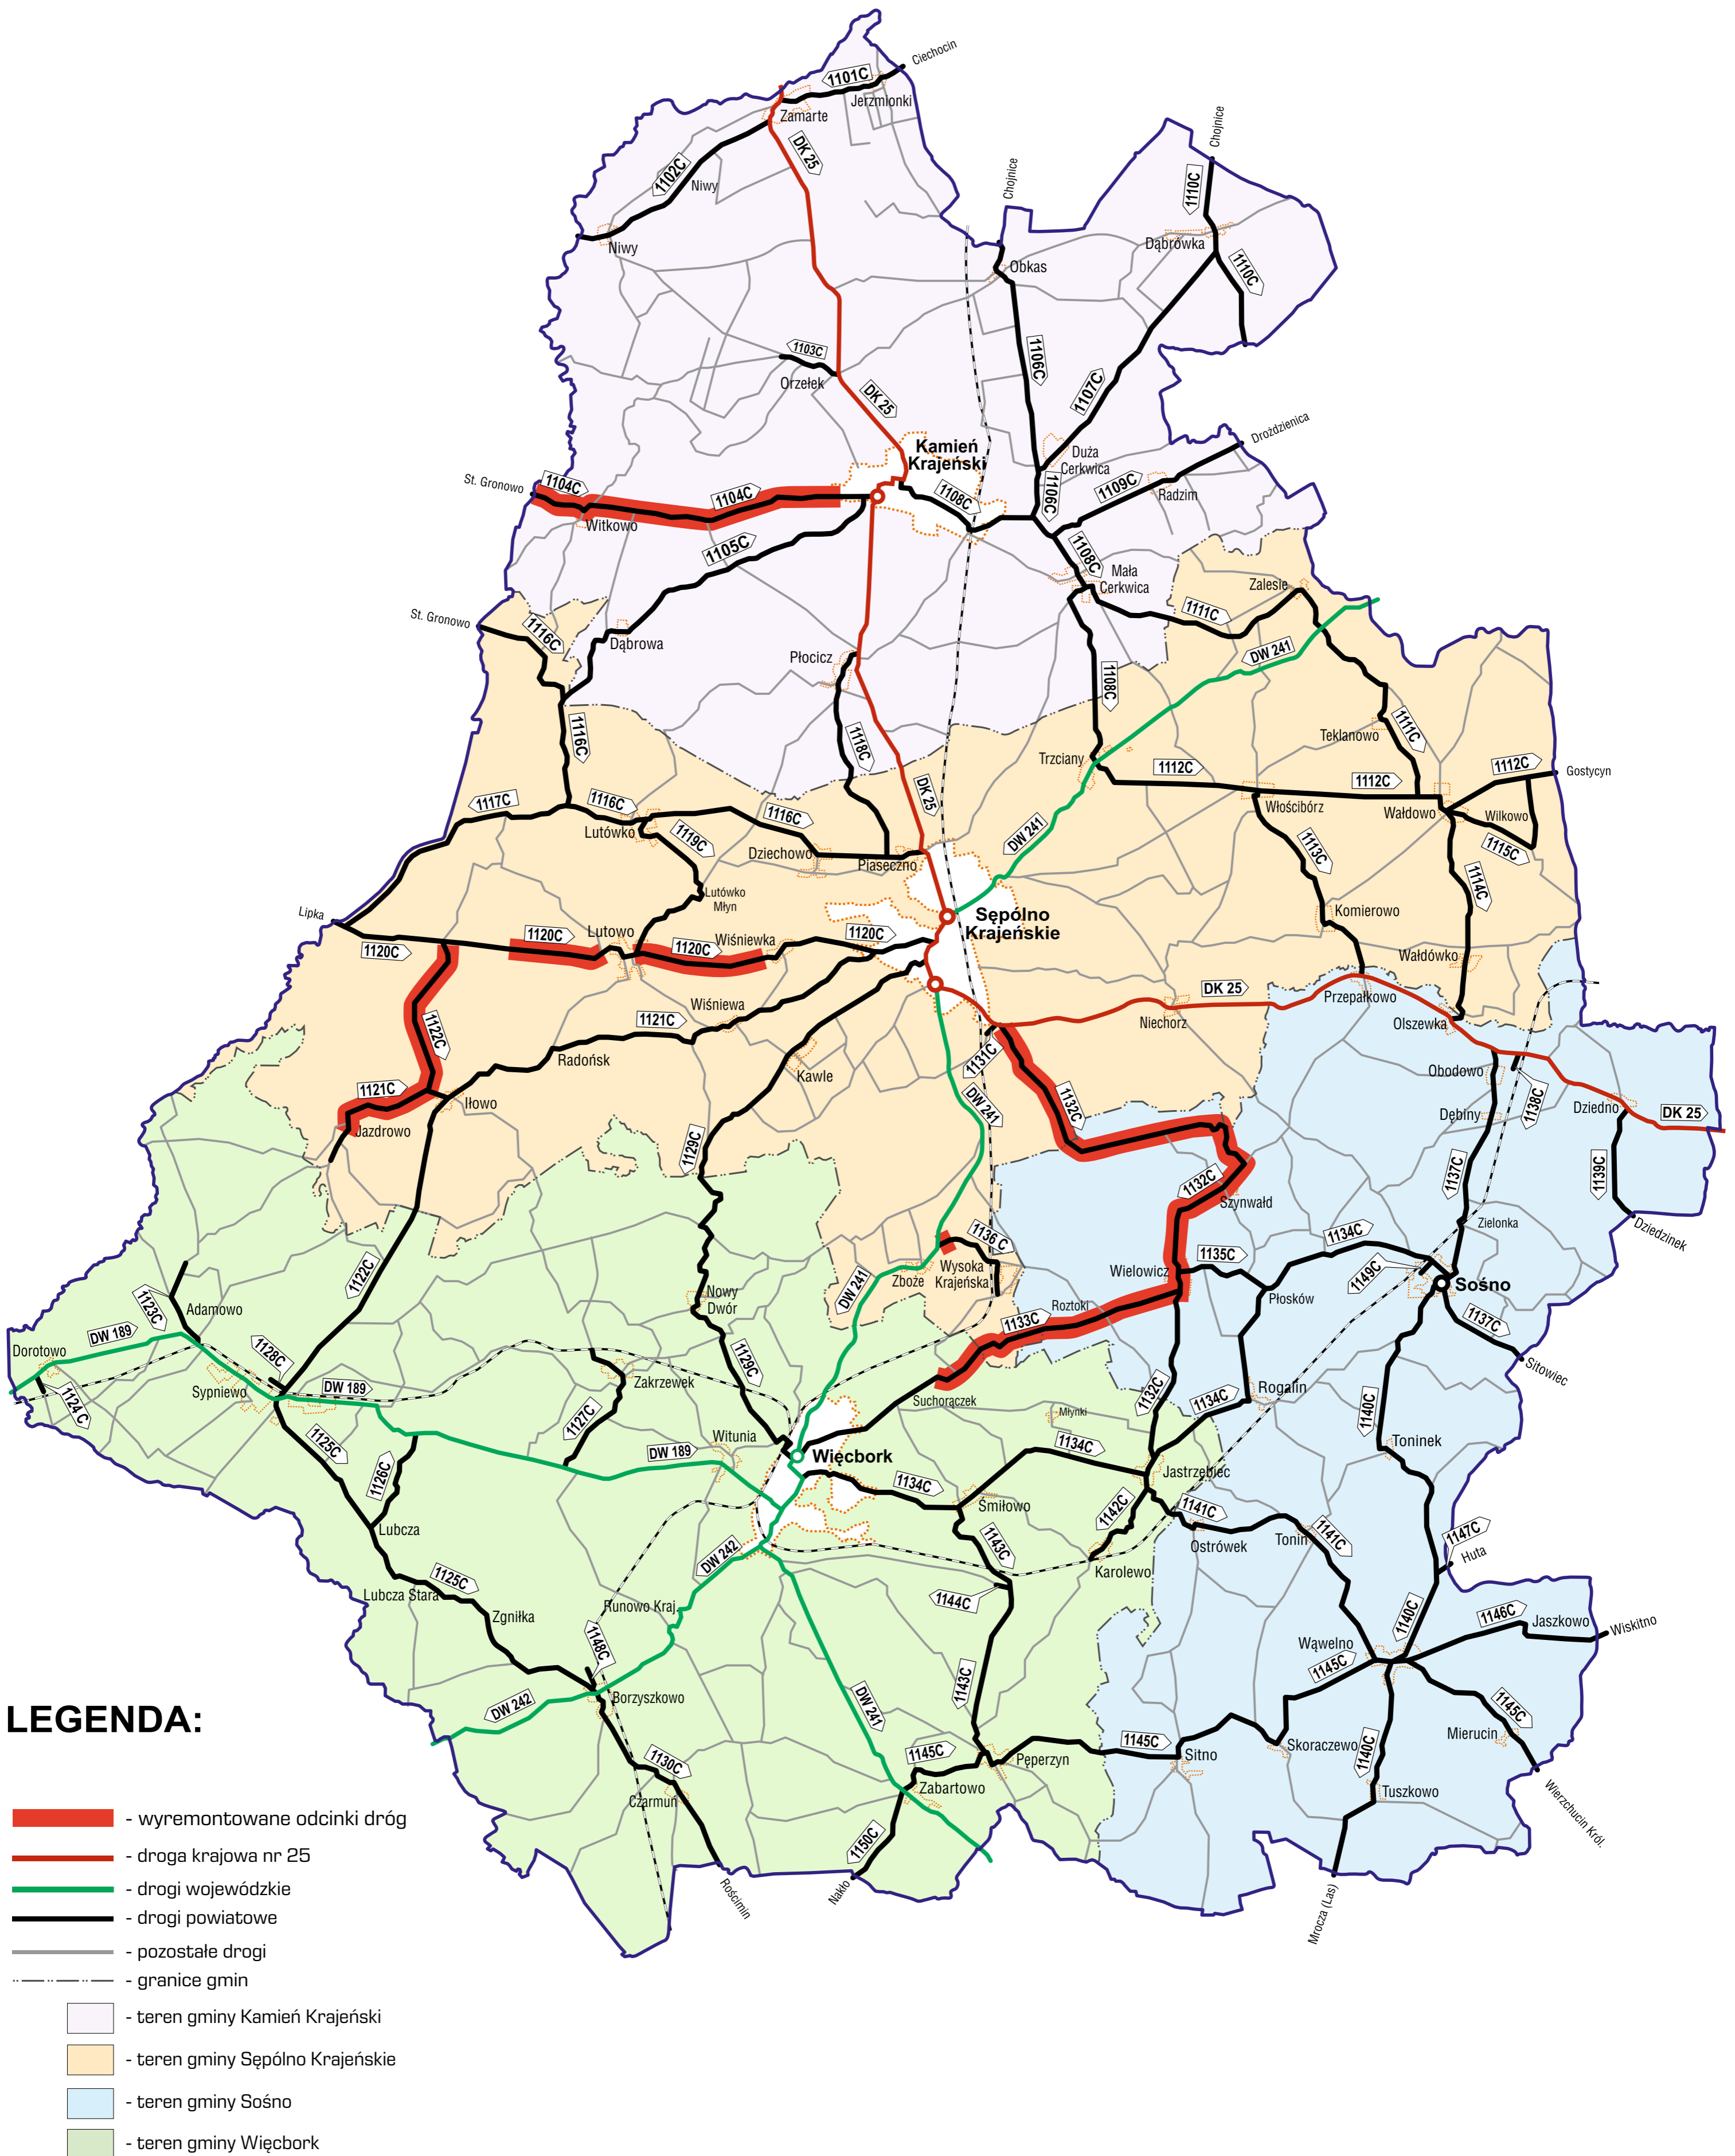 Ciechocin
1101C
Jerzmionki
Zamarte
DK 25
1102C
Niwy
Niwy
Chojnice
Chojnice
1110C
Dąbrówka
1110C
Obkas
1103C
Orzełek
1106C
1107C
DK 25
Kamień
Krajeński
Duża
Cerkwica
Drożdzienica
St. Gronowo
1104C
1104C
Witkowo
1108C
1106C
1109C
Radzim
1105C
1108C
Mała
Cerkwica
Zalesie
1111C
St. Gronowo
1116C
Dąbrowa
Płocicz
DW 241
1108C
1116C
1118C
Teklanowo
1111C
Trzciany
1112C
1112C
1112C
Gostycyn
DK 25
1117C
1116C
Lutówko
1116C
1119C
Dziechowo
Piaseczno
DW 241
Włościbórz
Wałdowo
Wilkowo
1115C
1113C
1114C
Lutówko
Młyn
Lipka
Sępólno
Krajeńskie
Komierowo
1120C
1120C
Lutowo
1120C
Wiśniewka
1120C
Wałdówko
Wiśniewa
DK 25
Przepałkowo
Niechorz
Olszewka
1122C
1121C
Radońsk
Kawle
1131C
Obodowo
1138C
1121C
Iłowo
Jazdrowo
DW 241
1132C
Dębiny
Dziedno
DK 25
1129C
1132C
Szynwałd
1137C
1139C
Zielonka
Dziedzinek
1136 C
Wysoka
Krajeńska
Zboże
1134C
1135C
Wielowicz
1149C
Sośno
Płosków
1122C
1123C
Adamowo
DW 241
Nowy
Dwór
Roztoki
1133C
1137C
Sitowiec
DW 189
Dorotowo
1124 C
1128C
Sypniewo
DW 189
1129C
Zakrzewek
Suchorączek
1132C
1134C
Rogalin
1140C
Młynki
1127C
1125C
1126C
Witunia
DW 189
Więcbork
1134C
1134C
Jastrzębiec
Toninek
Śmiłowo
1142C
1141C
Ostrówek
Tonin
1141C
Lubcza
1143C
Karolewo
1147C
Huta
DW 242
1125C
Lubcza Stara
Zgniłka
Runowo Kraj.
1144C
1140C
1146C
Jaszkowo
Wiskitno
1148C
Wąwelno
1145C
1143C
Borzyszkowo
DW 242
DW 241
1145C
Mierucin
LEGENDA:
1145C
Pęperzyn
1145C
Sitno
Skoraczewo
1140C
1130C
Czarmuń
Zabartowo
Tuszkowo
Wierzchucin Król.
1150C
Nakło
Rościmin
Mrocza (Las)
- wyremontowane odcinki dróg
- droga krajowa nr 25
- drogi wojewódzkie
- drogi powiatowe
- pozostałe drogi
- granice gmin
- teren gminy Kamień Krajeński
- teren gminy Sępólno Krajeńskie
- teren gminy Sośno
- teren gminy Więcbork